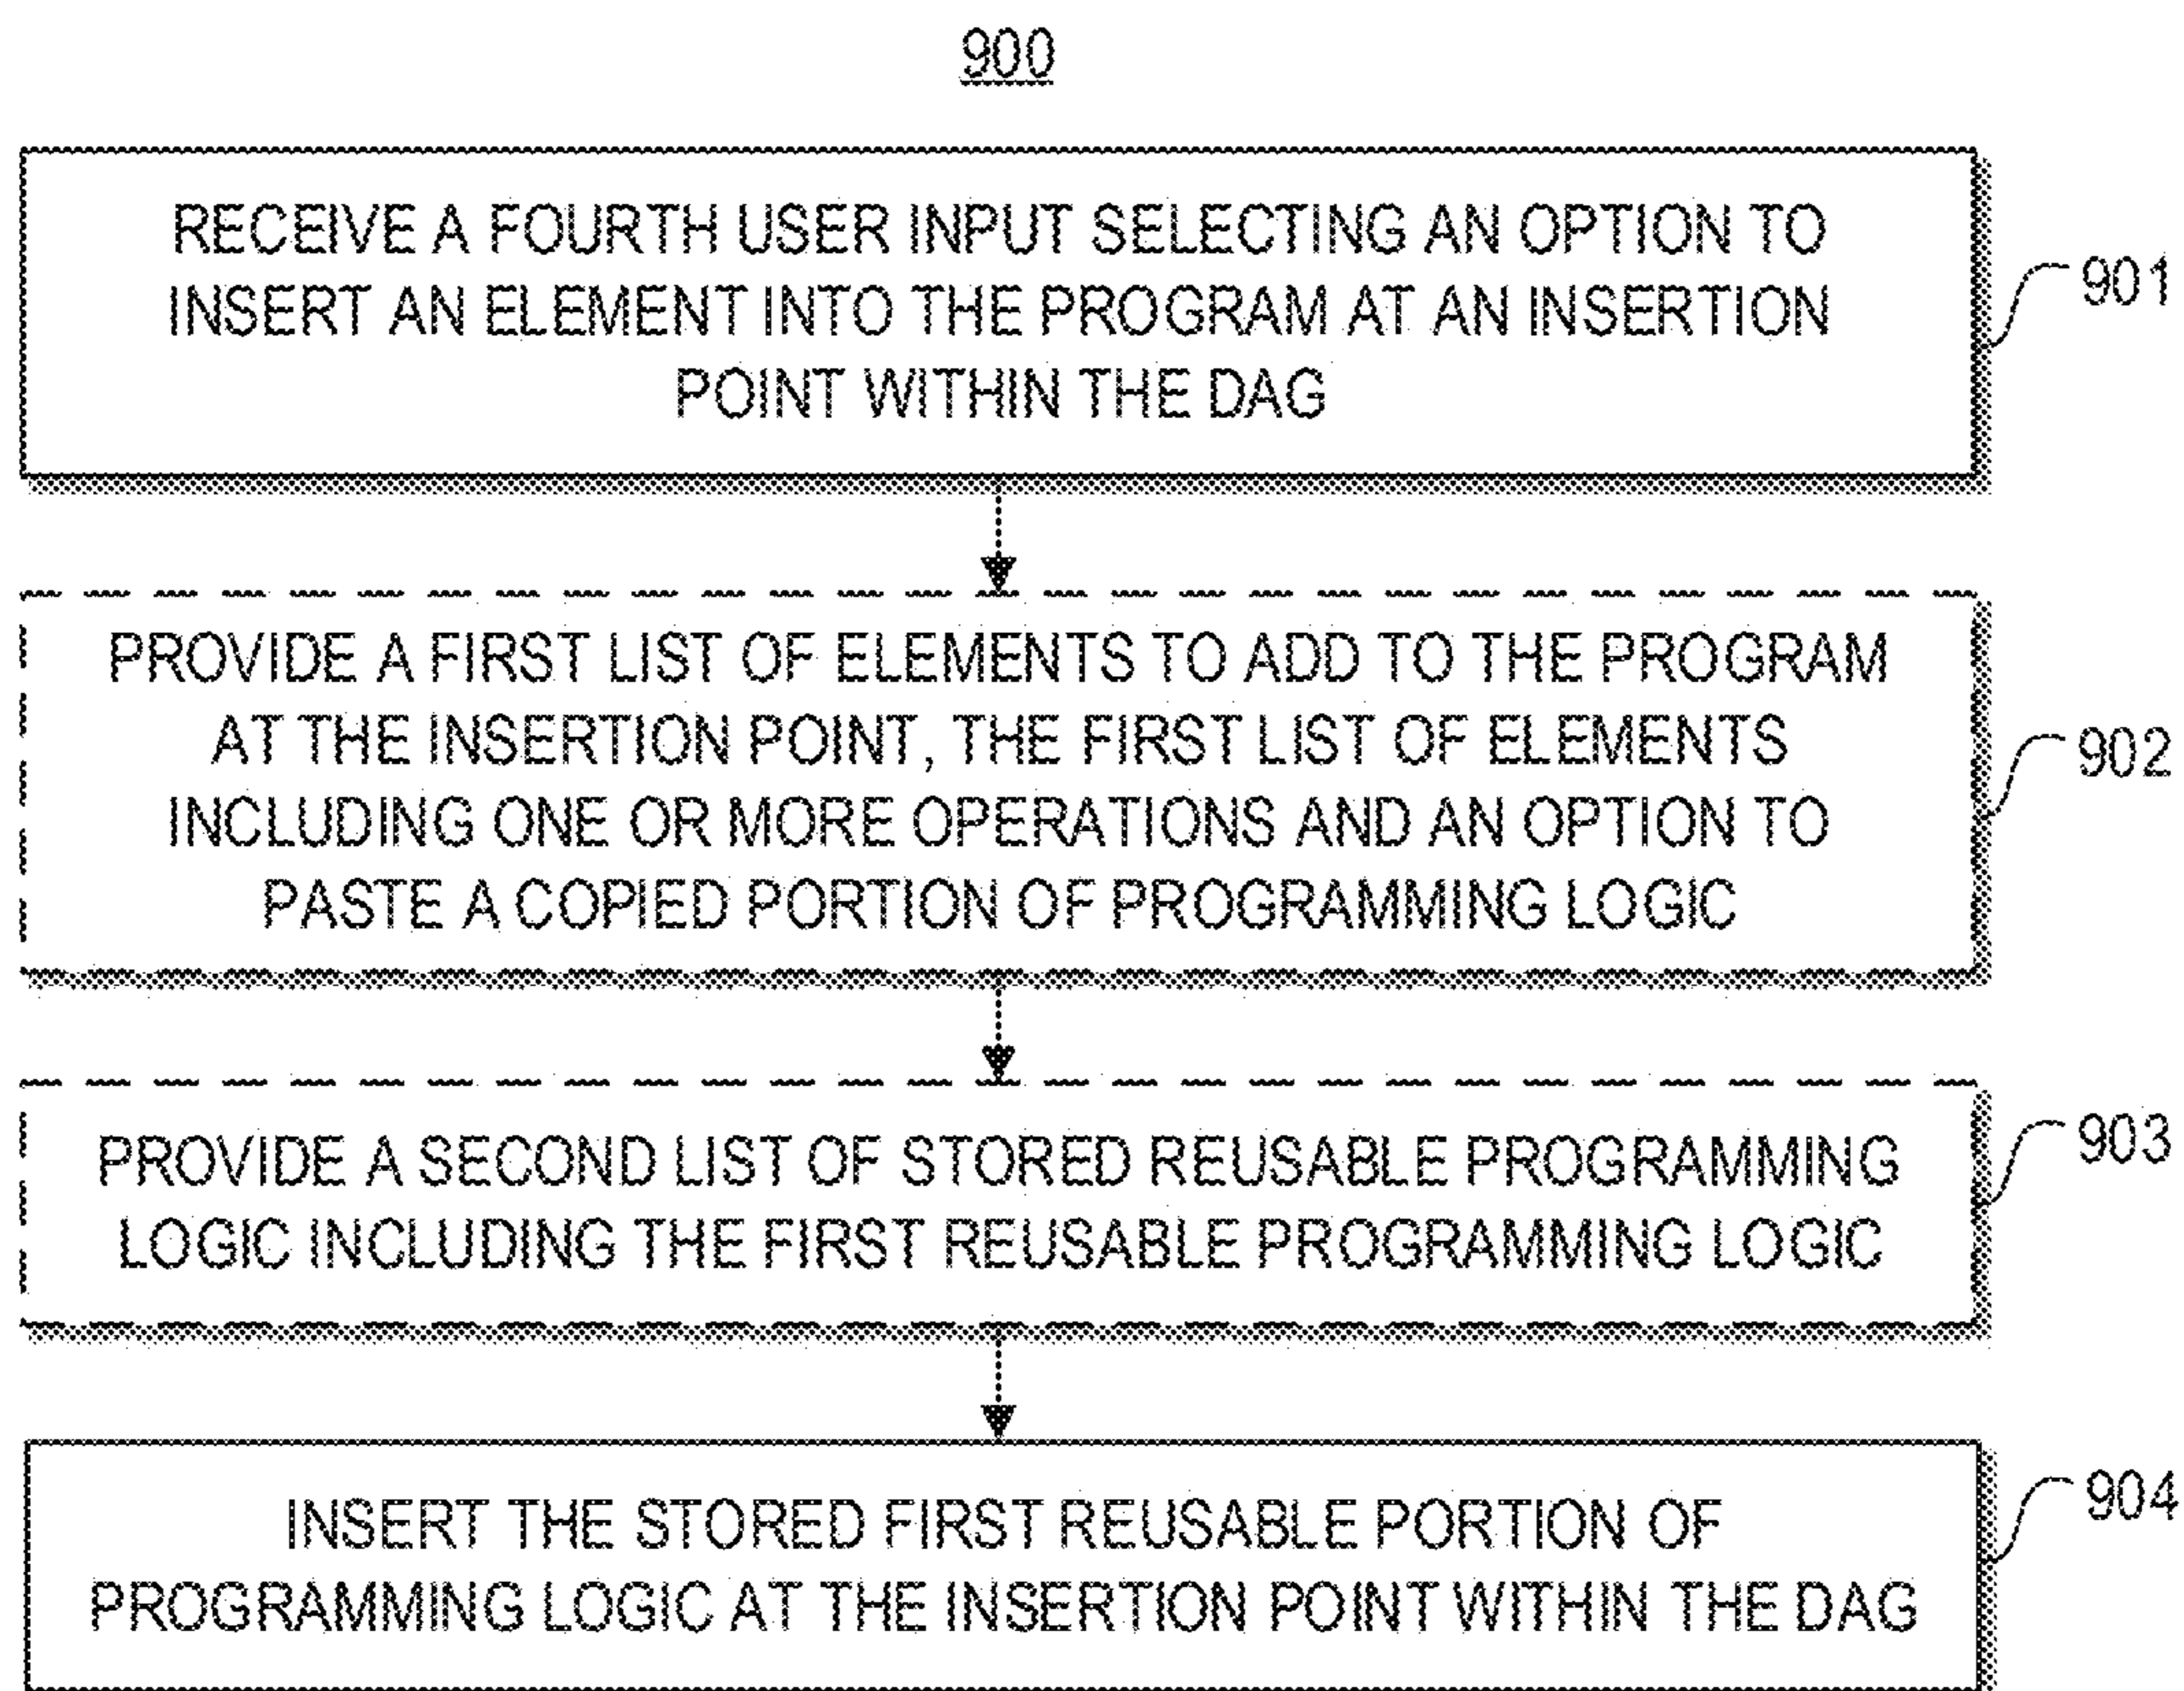 900
RECEIVE A FOURTH USER INPUT SELECTING AN OPTION TO
INSERT AN ELEMENT INTO THE PROGRAM AT AN INSERTION
POINT WITHIN THE DAG
901
PROVIDE A FIRST LIST OF ELEMENTS TO ADD TO THE PROGRAM
AT THE INSERTION POINT, THE FIRST LIST OF ELEMENTS
INCLUDING ONE OR MORE OPERATIONS AND AN OPTION TO
PASTE A COPIED PORTION OF PROGRAMMING LOGIC
902
PROVIDE A SECOND LIST OF STORED REUSABLE PROGRAMMING
LOGIC INCLUDING THE FIRST REUSABLE PROGRAMMING LOGIC
903
INSERT THE STORED FIRST REUSABLE PORTION OF
PROGRAMMING LOGIC AT THE INSERTION POINT WITHIN THE DAG
904